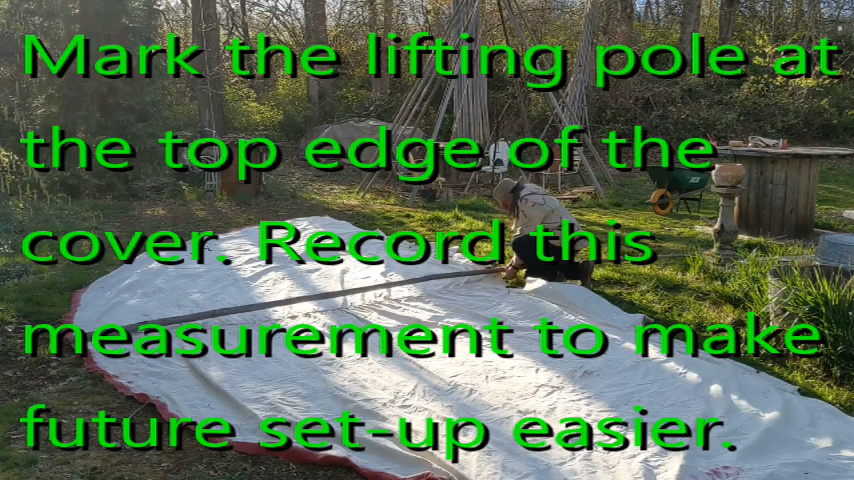 Mark the lifting pole at
the top edge of the
cover. Record this
measurement to make
future set-up easier.